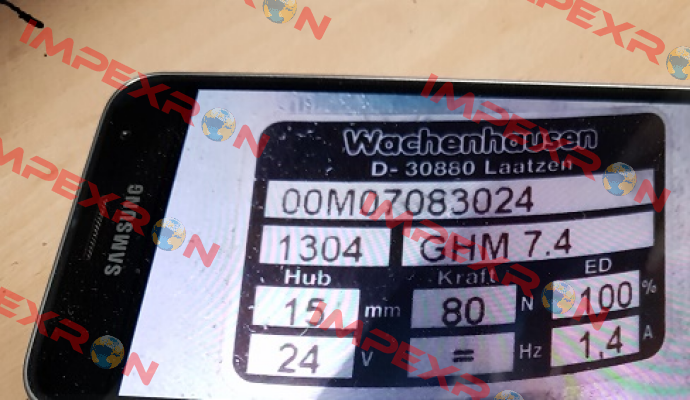 IMPEXRON
SAMSUNG
Wachenhausen
D- 30880 Laatzen
00M07083024
1304 GHM 7.4
Hub Kraft ED
15 mm 80 N 100 %
24 V = Hz 1,4 A